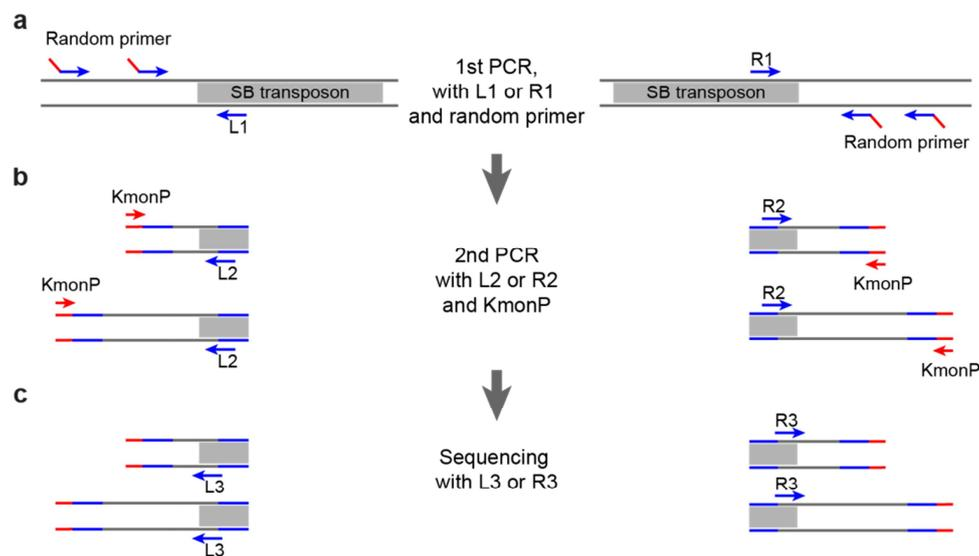 a
Random primer
SB transposon
L1
1st PCR,
with L1 or R1
and random primer
R1
SB transposon
Random primer
b
KmonP
L2
KmonP
L2
2nd PCR
with L2 or R2
and KmonP
R2
KmonP
R2
KmonP
c
L3
L3
Sequencing
with L3 or R3
R3
R3